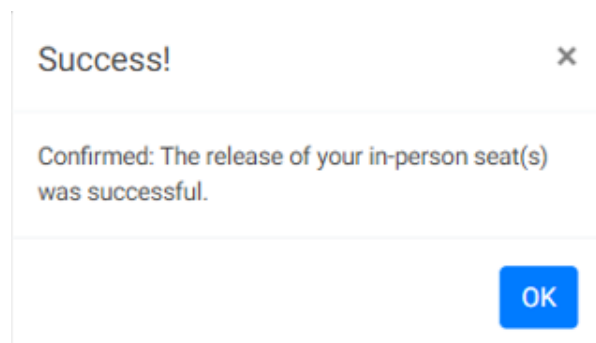 Success!
×
Confirmed: The release of your in-person seat(s)
was successful.
OK